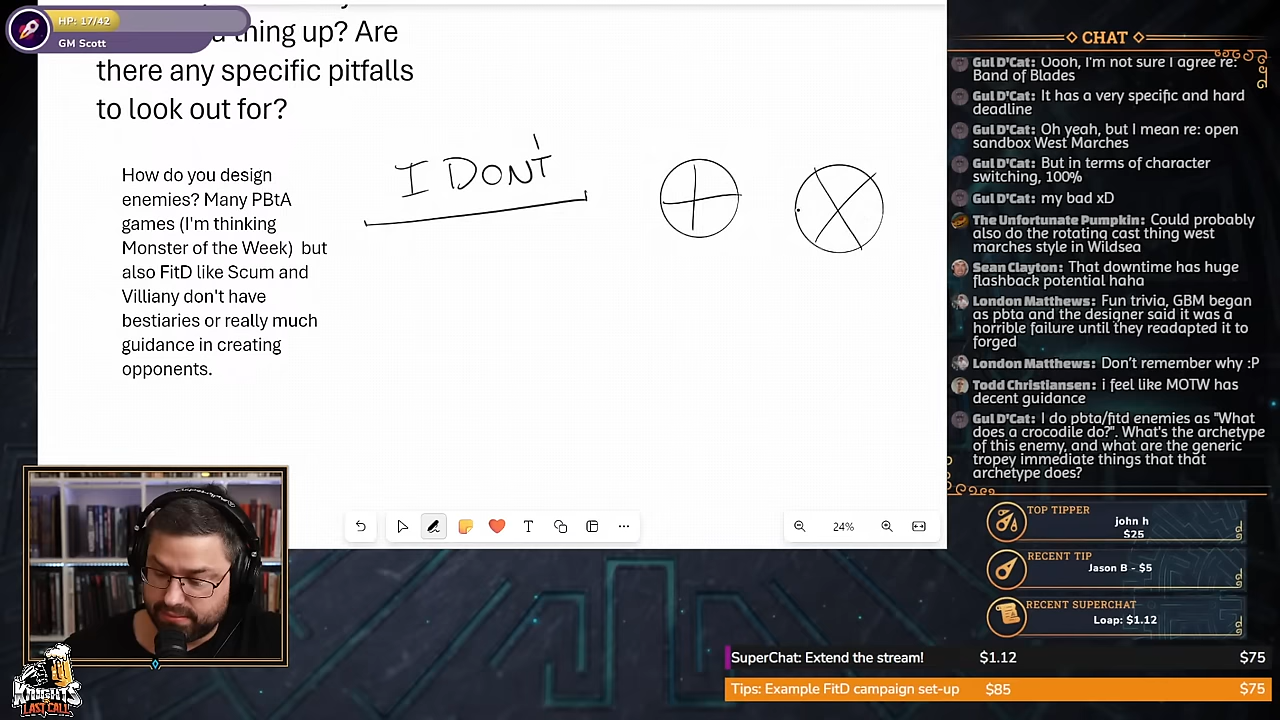 HP: 17/42
GM Scott
thing up? Are
there any specific pitfalls
to look out for?
How do you design
enemies? Many PBtA
games (I'm thinking
Monster of the Week) but
also FitD like Scum and
Villiany don't have
bestiaries or really much
guidance in creating
opponents.
I DON'T
24%
CHAT
Gul D'Cat: Oooh, I'm not sure I agree re:
Band of Blades
Gul D'Cat: It has a very specific and hard
deadline
Gul D'Cat: Oh yeah, but I mean re: open
sandbox West Marches
Gul D'Cat: But in terms of character
switching, 100%
Gul D'Cat: my bad xD
The Unfortunate Pumpkin: Could probably
also do the rotating cast thing west
marches style in Wildsea
Sean Clayton: That downtime has huge
flashback potential haha
London Matthews: Fun trivia, GBM began
as pbta and the designer said it was a
horrible failure until they readapted it to
forged
London Matthews: Don't remember why :P
Todd Christiansen: i feel like MOTW has
decent guidance
Gul D'Cat: I do pbta/fitd enemies as "What
does a crocodile do?". What's the archetype
of this enemy, and what are the generic
tropey immediate things that that
archetype does?
TOP TIPPER
john h
$25
RECENT TIP
Jason B - $5
RECENT SUPERCHAT
Loap: $1.12
SuperChat: Extend the stream! $1.12 $75
Tips: Example FitD campaign set-up $85 $75
KNIGHTS
OF
LAST CALL